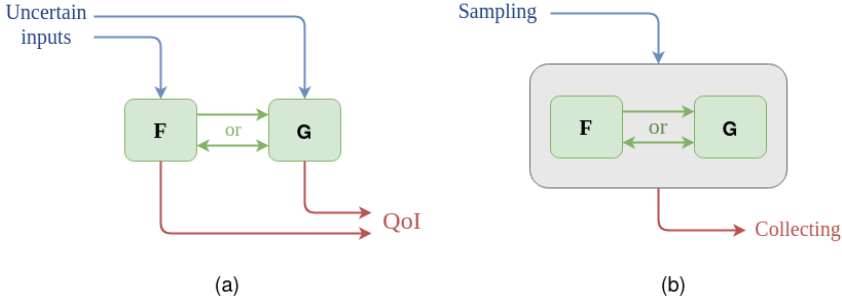 Uncertain
inputs
F
or
G
QoI
(a)
Sampling
F
or
G
Collecting
(b)